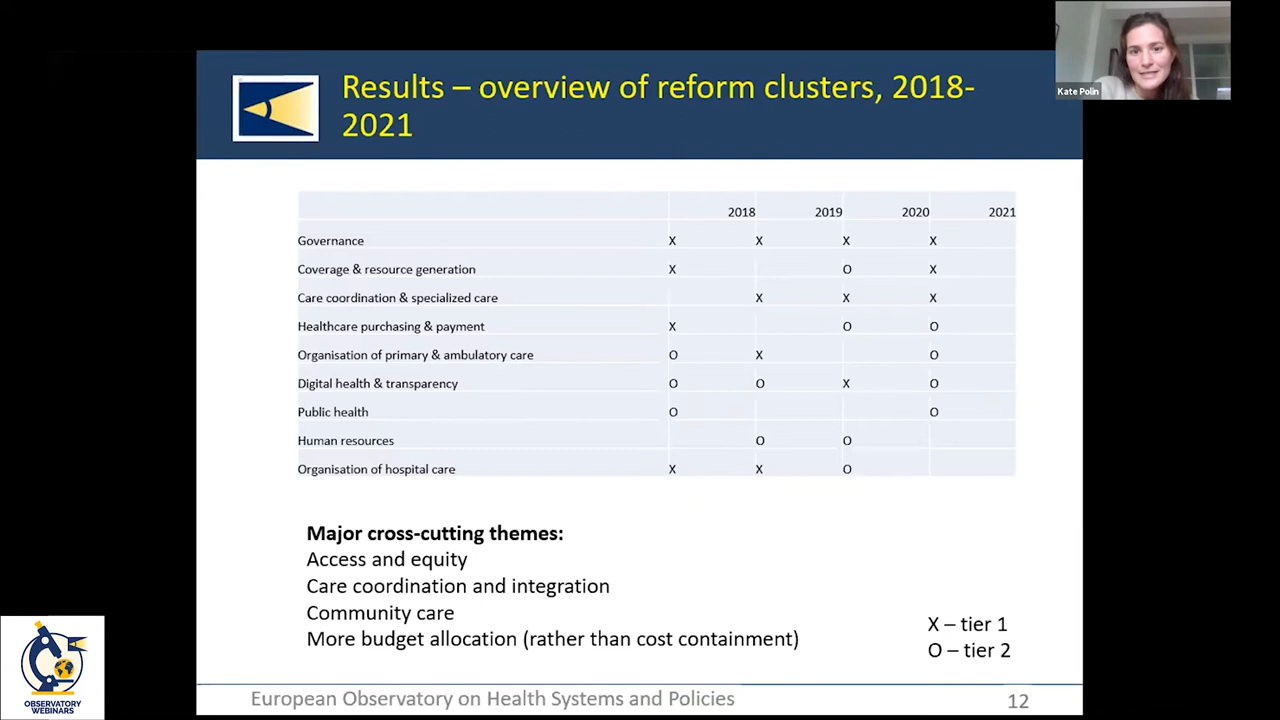 Results – overview of reform clusters, 2018-
2021
Kate Polin
2018 2019 2020 2021
Governance X X X X
Coverage & resource generation X O X
Care coordination & specialized care X X X
Healthcare purchasing & payment X O O
Organisation of primary & ambulatory care O X O
Digital health & transparency O O X O
Public health O O
Human resources O O
Organisation of hospital care X X O
Major cross-cutting themes:
Access and equity
Care coordination and integration
Community care
More budget allocation (rather than cost containment)
X – tier 1
O – tier 2
OBSERVATORY
WEBINARS
European Observatory on Health Systems and Policies 12